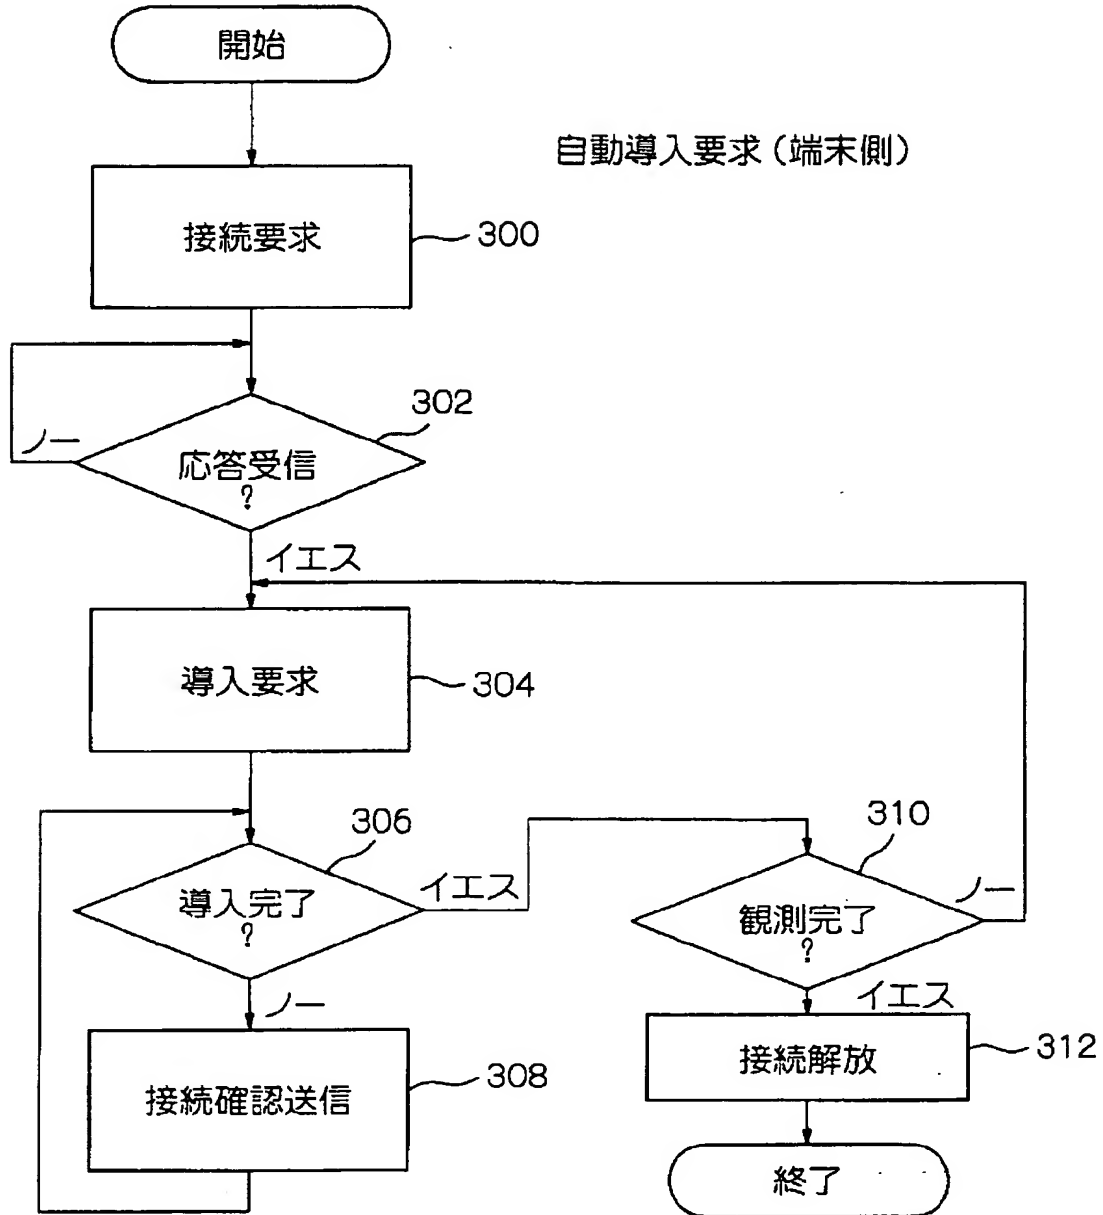 開始
自動導入要求(端末側)
接続要求
300
302
ノー
応答受信
?
イエス
導入要求
304
306
導入完了
?
イエス
310
観測完了
?
ノー
ノー
イエス
接続確認送信
308
接続解放
312
終了